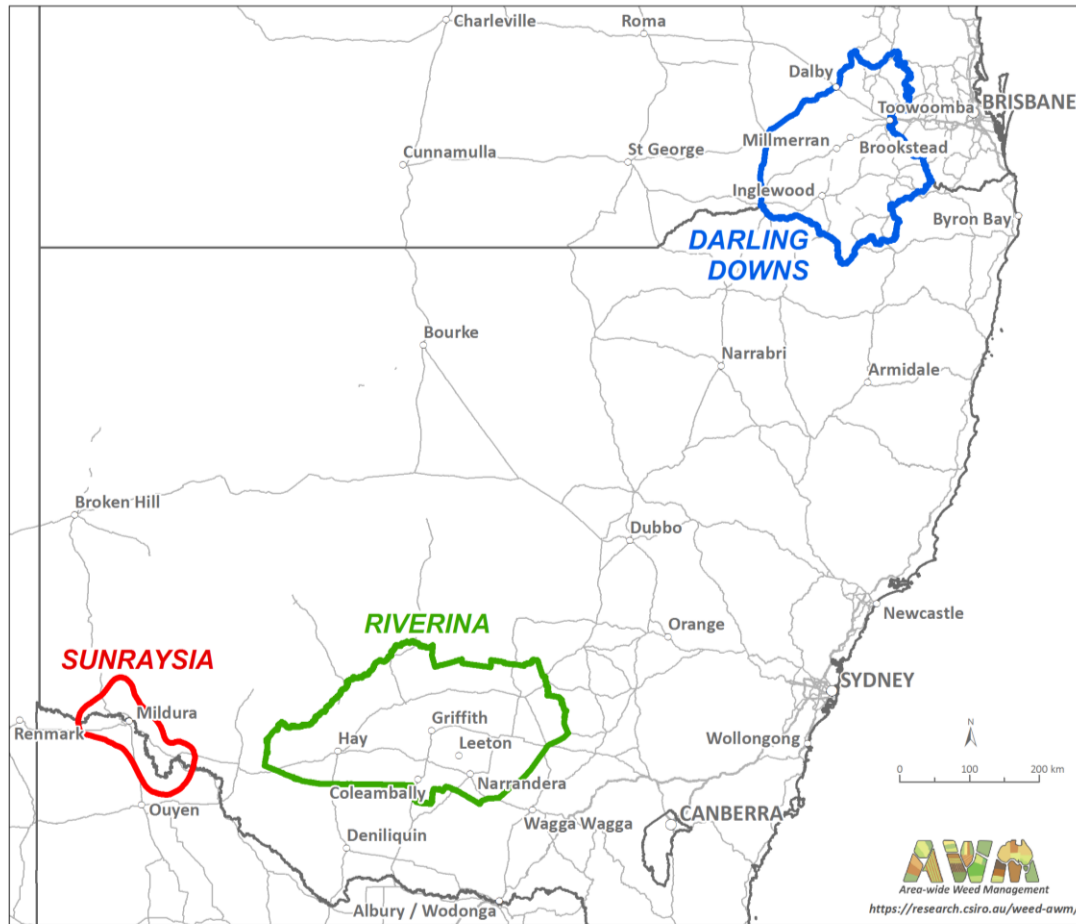 Charleville
Roma
Dalby
Toowoomba
BRISBANE
Millmerran
Brookstead
Cunnamulla
St George
Inglewood
Byron Bay
DARLING
DOWNS
Bourke
Narrabri
Armidale
Broken Hill
Dubbo
Newcastle
RIVERINA
Orange
SUNRAYSIA
SYDNEY
Mildura
Renmark
Griffith
Hay
Leeton
Wollongong
N
0 100 200 km
Narrandera
Coleambally
Ouyen
CANBERRA
Wagga Wagga
Deniliquin
AWM
Area-wide Weed Management
Albury / Wodonga
https://research.csiro.au/weed-awm/